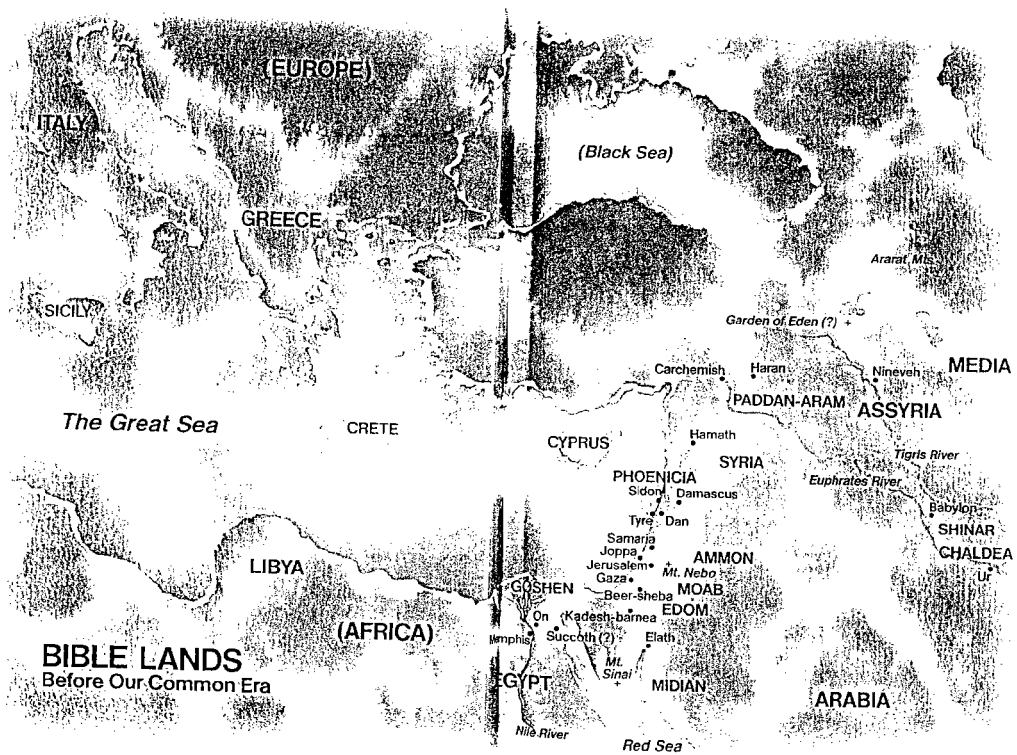 (EUROPE)
ITALY
(Black Sea)
GREECE
Ararat Mts.
SICILY
Garden of Eden (?)
MEDIA
Carchemish
Haran
Nineveh
PADDAN-ARAM
ASSYRIA
The Great Sea
CRETE
CYPRUS
Hamath
SYRIA
Tigris River
PHOENICIA
Euphrates River
Sidon
Damascus
Babylon
Tyre
Dan
SHINAR
Samaria
Joppa
AMMON
CHALDEA
LIBYA
Jerusalem
Mt. Nebo
Ur
Gaza
GOSHEN
MOAB
Beer-sheba
EDOM
On
Kadesh-barnea
(AFRICA)
Memphis
Succoth (?)
Elath
BIBLE LANDS
Before Our Common Era
Mt.
Sinai
EGYPT
MIDIAN
ARABIA
Nile River
Red Sea